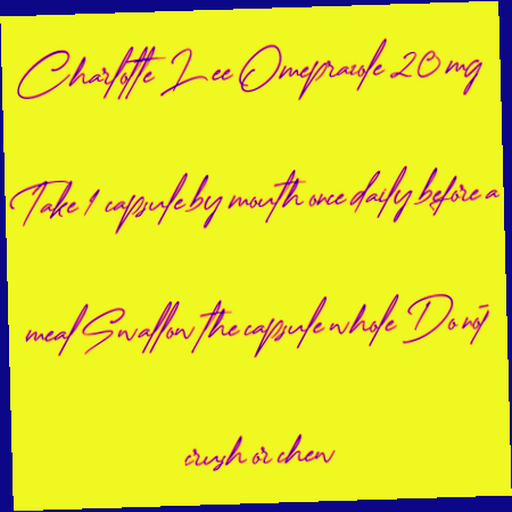 Charlotte Lee Omeprazole 20 mg
Take 1 capsule by mouth once daily before a
meal Swallow the capsule whole Do not
crush or chew